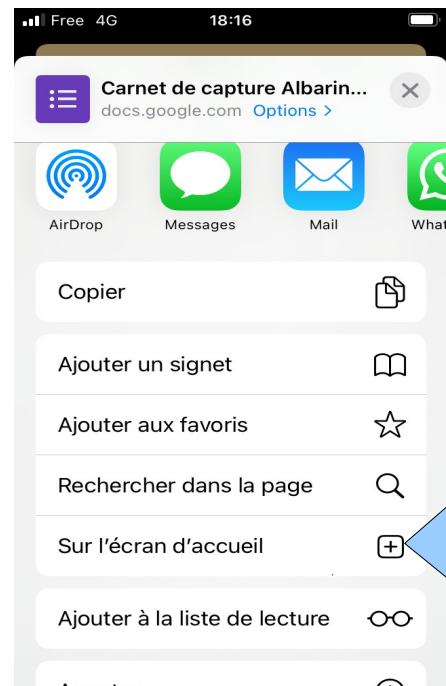 Free 4G 18:16
Carnet de capture Albarin...
docs.google.com Options >
AirDrop Messages Mail What
Copier
Ajouter un signet
Ajouter aux favoris
Rechercher dans la page
Sur l'écran d'accueil
Ajouter à la liste de lecture